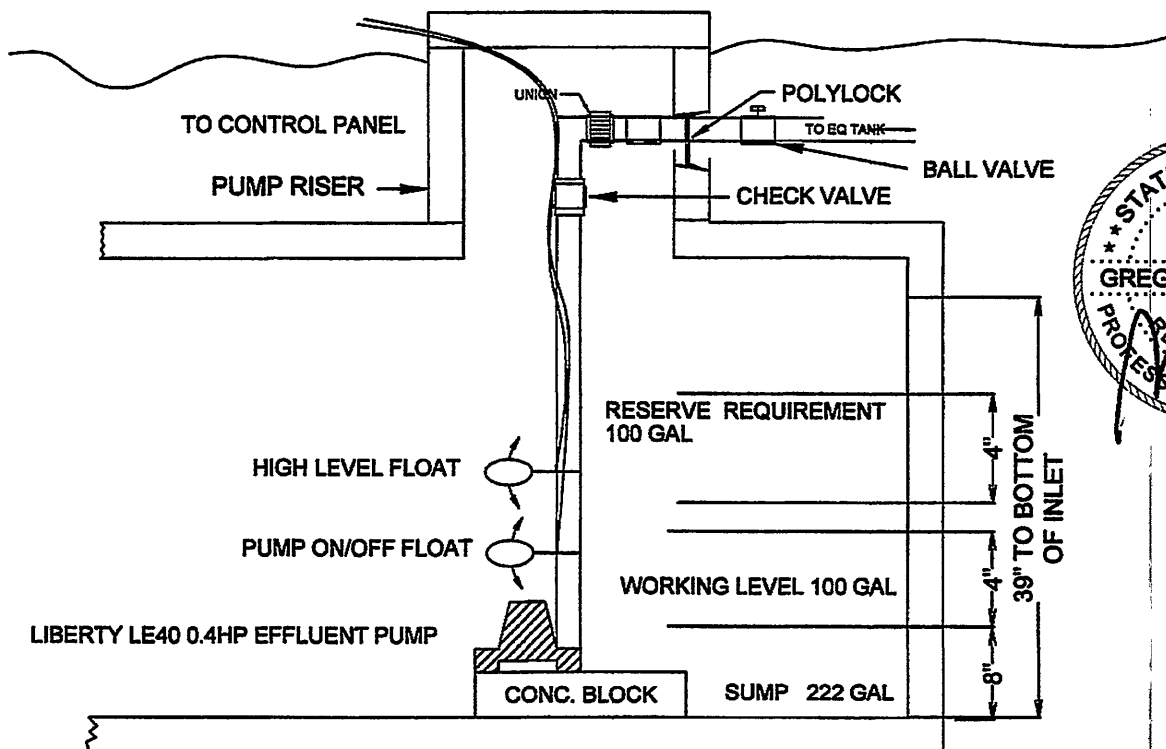 UNION
POLYLOCK
TO CONTROL PANEL
TO EQ TANK
BALL VALVE
PUMP RISER
CHECK VALVE
RESERVE REQUIREMENT
100 GAL
4"
HIGH LEVEL FLOAT
PUMP ON/OFF FLOAT
WORKING LEVEL 100 GAL
4"
39" TO BOTTOM
OF INLET
LIBERTY LE40 0.4HP EFFLUENT PUMP
CONC. BLOCK
SUMP 222 GAL
8"